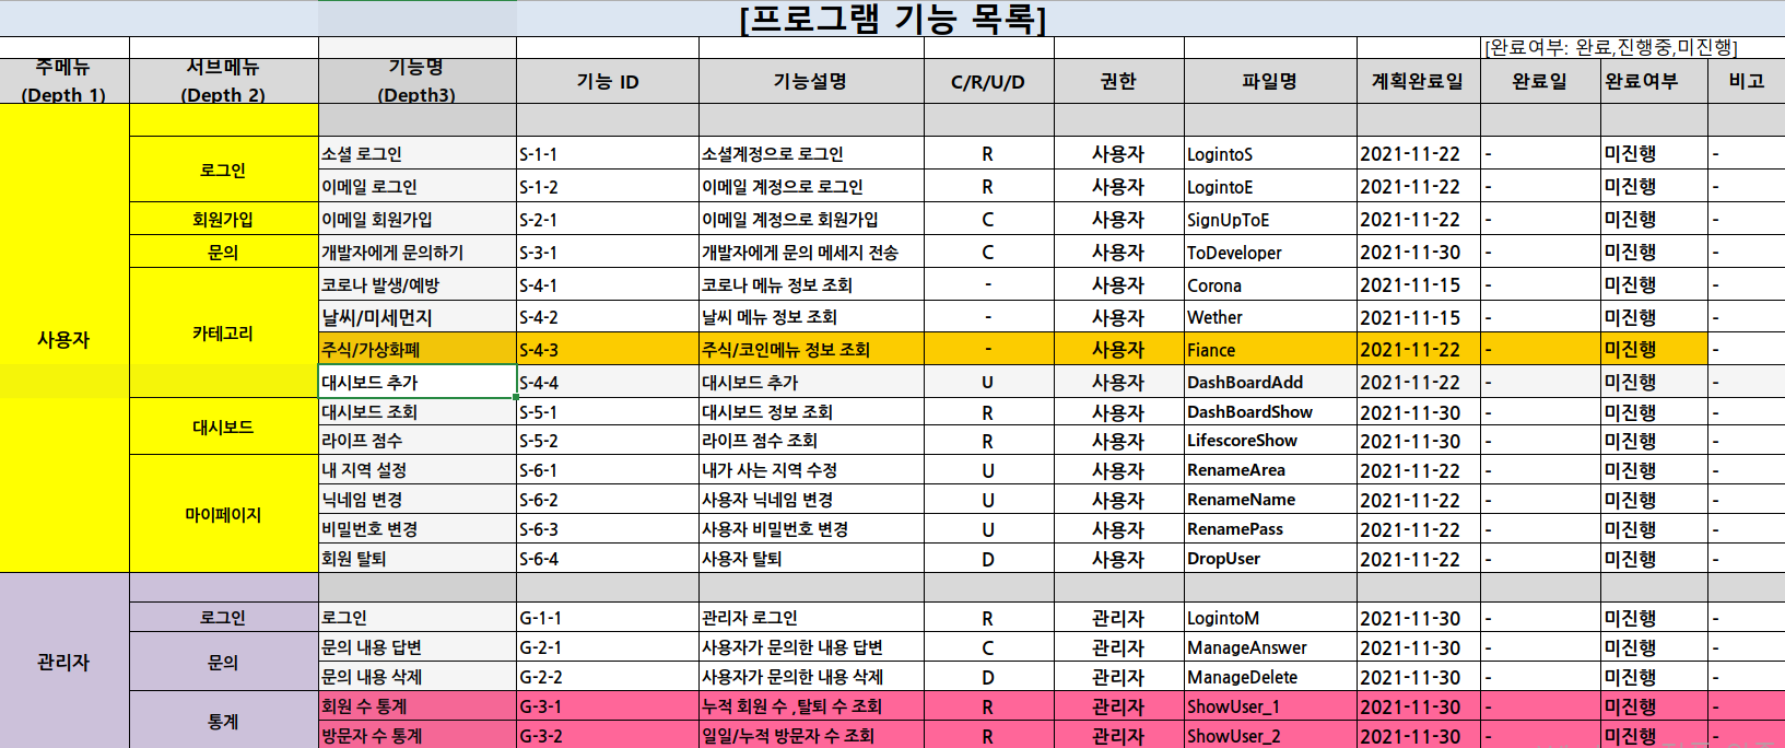 [프로그램 기능 목록]
[완료여부: 완료,진행중,미진행]
주메뉴 (Depth 1) 서브메뉴 (Depth 2) 기능명 (Depth3) 기능 ID 기능설명 C/R/U/D 권한 파일명 계획완료일 완료일 완료여부 비고
사용자
로그인
소셜 로그인 S-1-1 소셜계정으로 로그인 R 사용자 LogintoS 2021-11-22 - 미진행 -
이메일 로그인 S-1-2 이메일 계정으로 로그인 R 사용자 LogintoE 2021-11-22 - 미진행 -
회원가입 이메일 회원가입 S-2-1 이메일 계정으로 회원가입 C 사용자 SignUpToE 2021-11-22 - 미진행 -
문의 개발자에게 문의하기 S-3-1 개발자에게 문의 메세지 전송 C 사용자 ToDeveloper 2021-11-30 - 미진행 -
카테고리
코로나 발생/예방 S-4-1 코로나 메뉴 정보 조회 - 사용자 Corona 2021-11-15 - 미진행 -
날씨/미세먼지 S-4-2 날씨 메뉴 정보 조회 - 사용자 Wether 2021-11-15 - 미진행 -
주식/가상화폐 S-4-3 주식/코인메뉴 정보 조회 - 사용자 Fiance 2021-11-22 - 미진행 -
대시보드 추가 S-4-4 대시보드 추가 U 사용자 DashBoardAdd 2021-11-22 - 미진행 -
대시보드
대시보드 조회 S-5-1 대시보드 정보 조회 R 사용자 DashBoardShow 2021-11-30 - 미진행 -
라이프 점수 S-5-2 라이프 점수 조회 R 사용자 LifescoreShow 2021-11-30 - 미진행 -
마이페이지
내 지역 설정 S-6-1 내가 사는 지역 수정 U 사용자 RenameArea 2021-11-22 - 미진행 -
닉네임 변경 S-6-2 사용자 닉네임 변경 U 사용자 RenameName 2021-11-22 - 미진행 -
비밀번호 변경 S-6-3 사용자 비밀번호 변경 U 사용자 RenamePass 2021-11-22 - 미진행 -
회원 탈퇴 S-6-4 사용자 탈퇴 D 사용자 DropUser 2021-11-22 - 미진행 -
관리자
로그인 로그인 G-1-1 관리자 로그인 R 관리자 LogintoM 2021-11-30 - 미진행 -
문의
문의 내용 답변 G-2-1 사용자가 문의한 내용 답변 C 관리자 ManageAnswer 2021-11-30 - 미진행 -
문의 내용 삭제 G-2-2 사용자가 문의한 내용 삭제 D 관리자 ManageDelete 2021-11-30 - 미진행 -
통계
회원 수 통계 G-3-1 누적 회원 수 ,탈퇴 수 조회 R 관리자 ShowUser_1 2021-11-30 - 미진행 -
방문자 수 통계 G-3-2 일일/누적 방문자 수 조회 R 관리자 ShowUser_2 2021-11-30 - 미진행 -